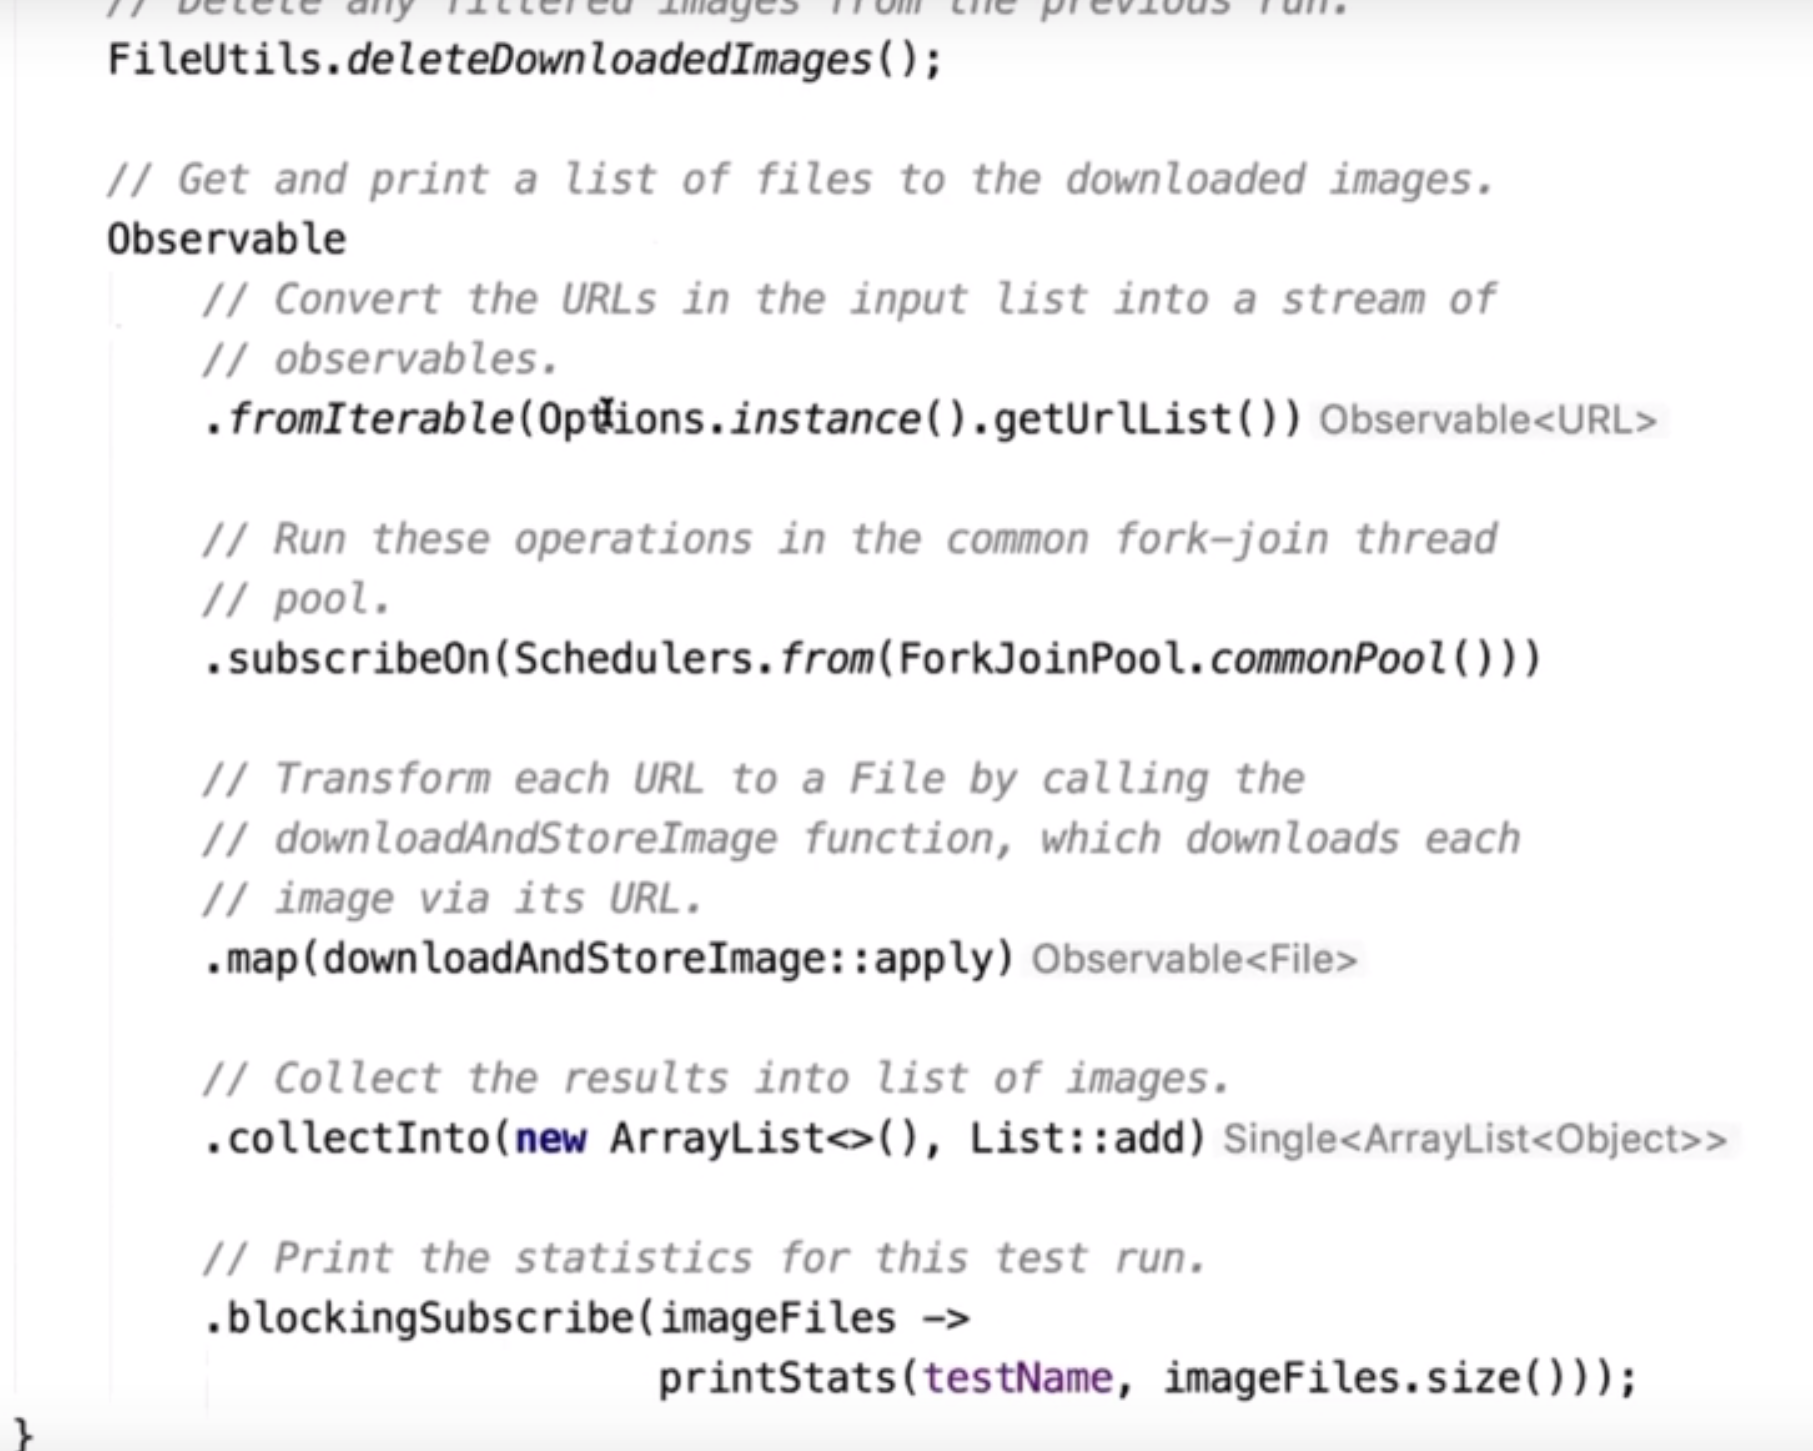 // Delete any filtered images from the previous run.
FileUtils.deleteDownloadedImages();
// Get and print a list of files to the downloaded images.
Observable
// Convert the URLs in the input list into a stream of
// observables.
.fromIterable(Options.instance().getUrlList()) Observable<URL>
// Run these operations in the common fork-join thread
// pool.
.subscribeOn(Schedulers.from(ForkJoinPool.commonPool()))
// Transform each URL to a File by calling the
// downloadAndStoreImage function, which downloads each
// image via its URL.
.map(downloadAndStoreImage::apply) Observable<File>
// Collect the results into list of images.
.collectInto(new ArrayList<>(), List::add) Single<ArrayList<Object>>
// Print the statistics for this test run.
.blockingSubscribe(imageFiles ->
printStats(testName, imageFiles.size()));
}